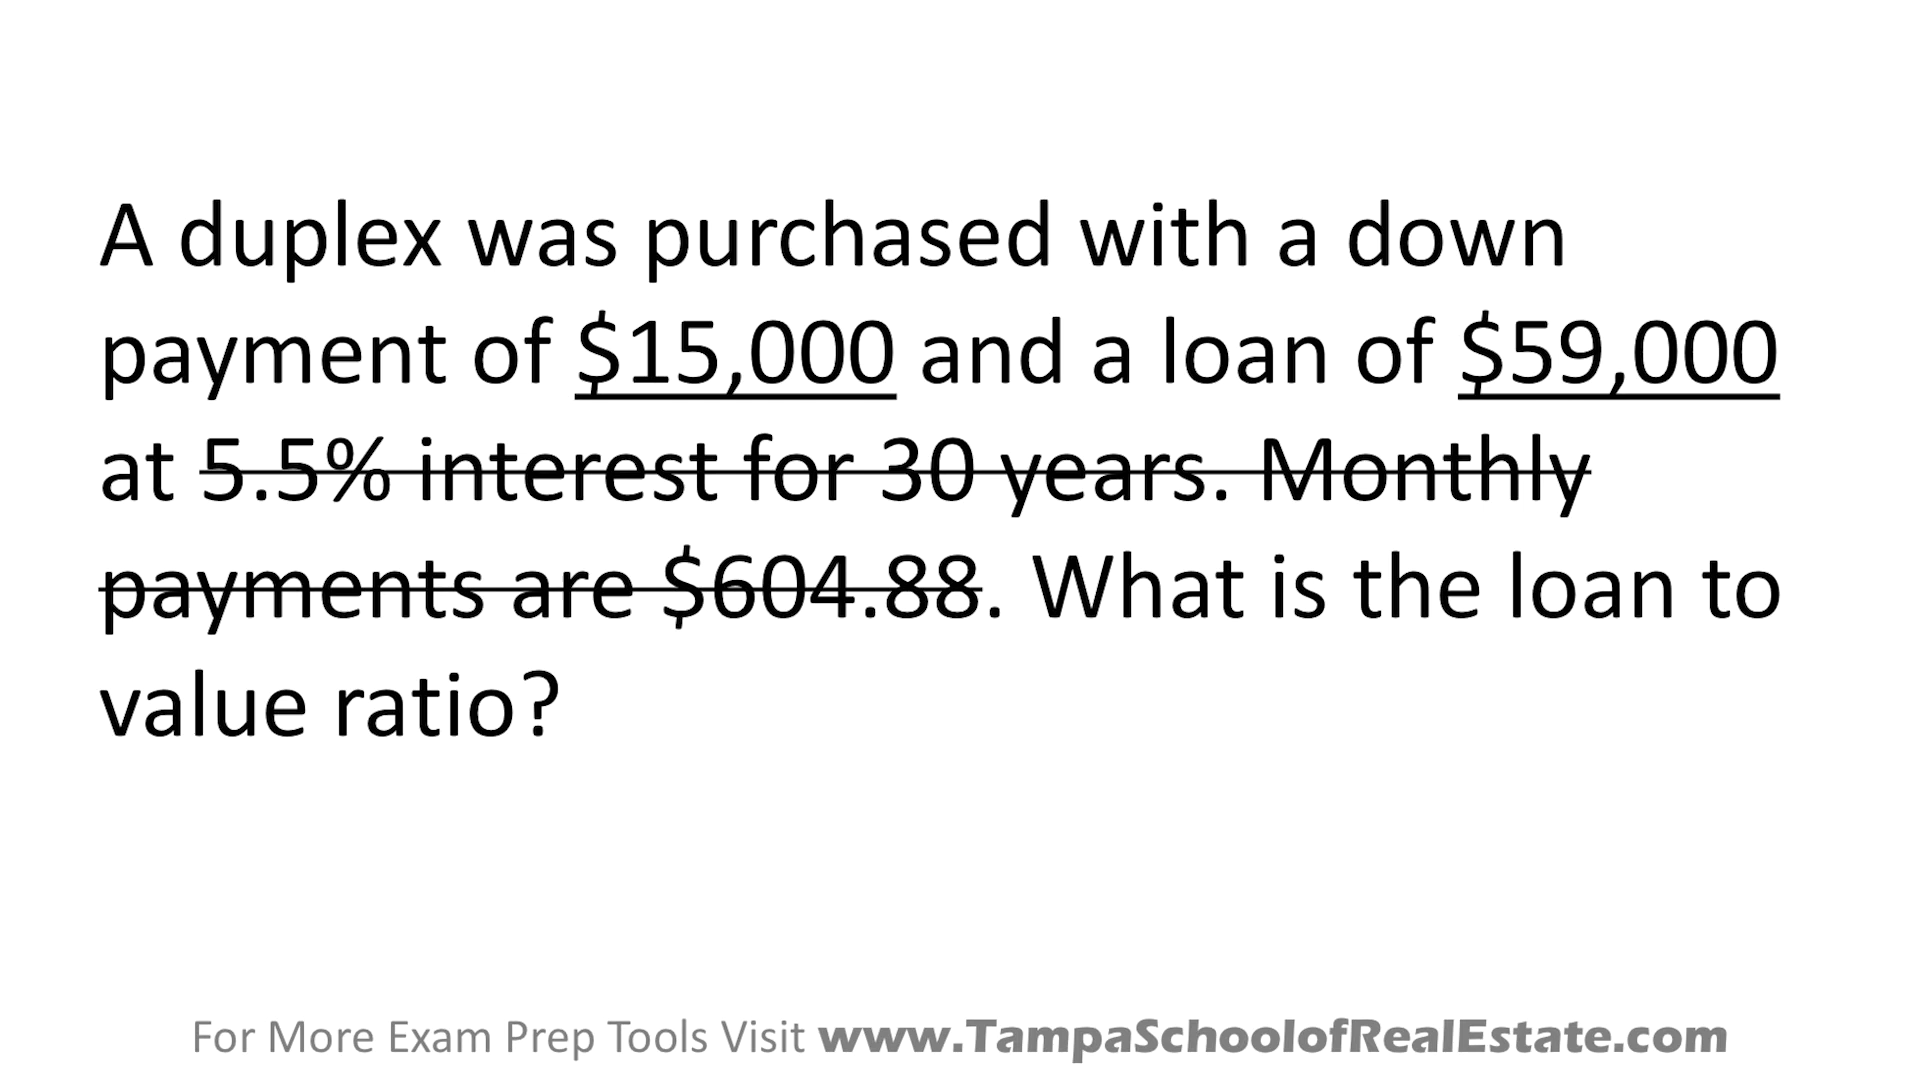 A duplex was purchased with a down
payment of $15,000 and a loan of $59,000
at 5.5% interest for 30 years. Monthly
payments are $604.88. What is the loan to
value ratio?
For More Exam Prep Tools Visit www.TampaSchoolofRealEstate.com